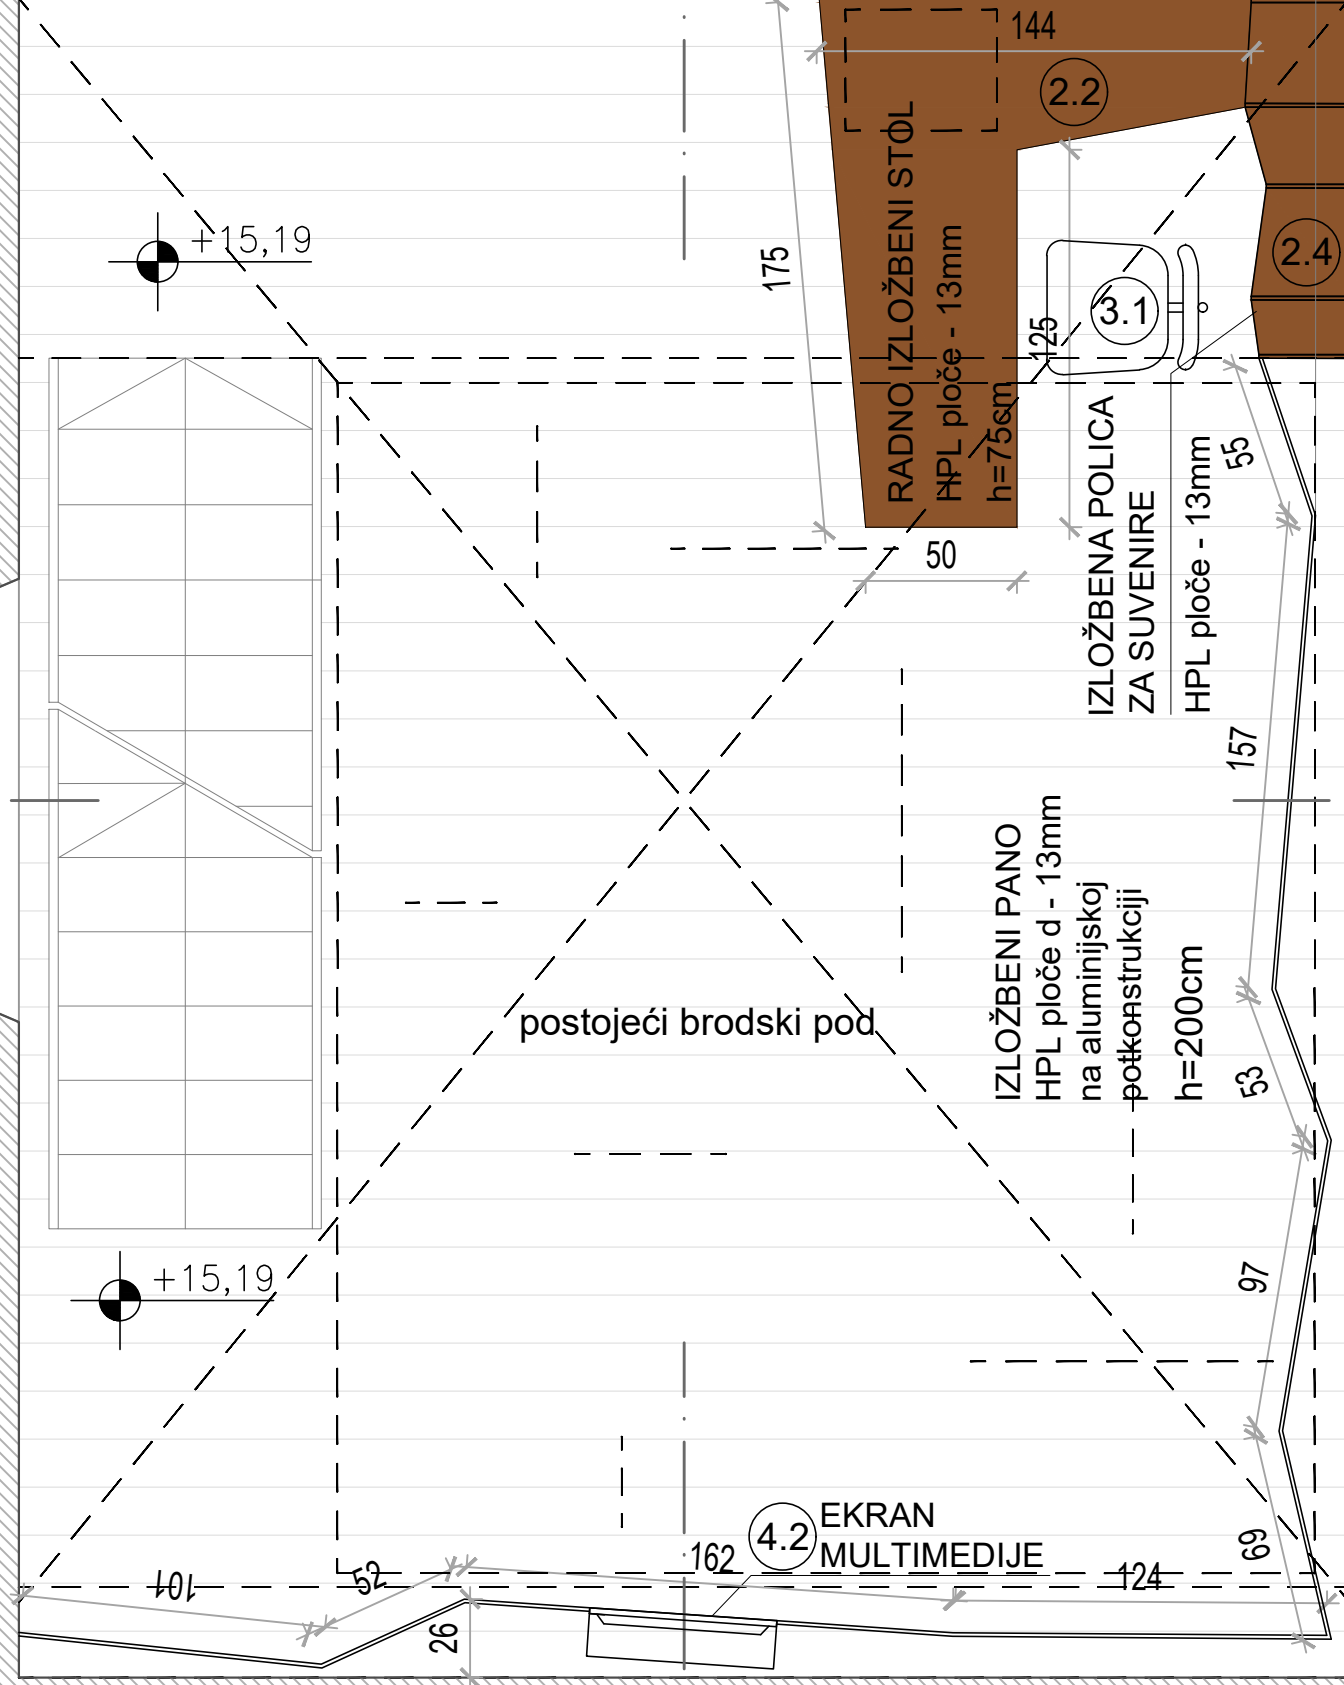 144
2.2
+15,19
175
RADNO IZLOŽBENI STOL
HPL ploče - 13mm
h=75cm
125
3.1
2.4
55
50
IZLOŽBENA POLICA
ZA SUVENIRE
HPL ploče - 13mm
157
IZLOŽBENI PANO
HPL ploče d - 13mm
na aluminijskoj
potkonstrukciji
h=200cm
postojeći brodski pod
53
+15,19
97
69
4.2
EKRAN
MULTIMEDIJE
101
52
162
124
26